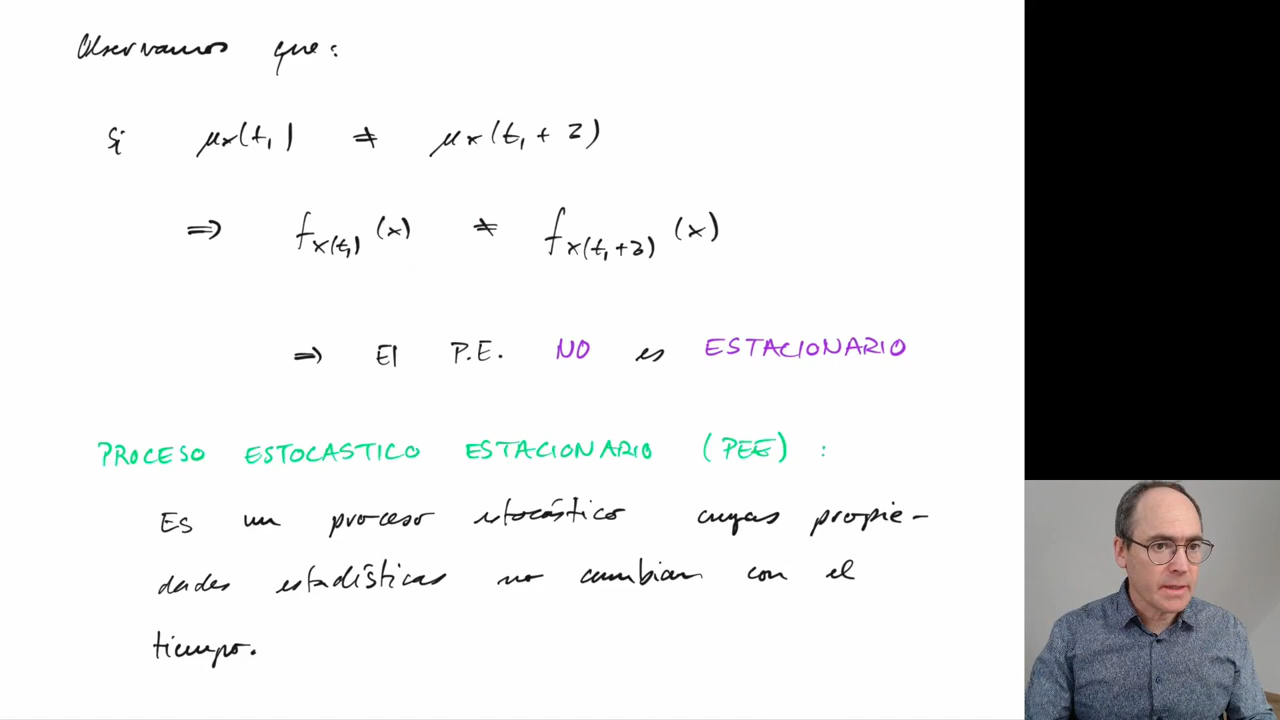 Observamos que:
Si μx(t₁) ≠ μx(t₁ + 2)
⇒ fx(t₁) (x) ≠ fx(t₁+2) (x)
⇒ El P.E. NO es ESTACIONARIO
PROCESO ESTOCASTICO ESTACIONARIO (PEE) :
Es un proceso estocástico cuyas propie-
dades estadísticas no cambian con el
tiempo.